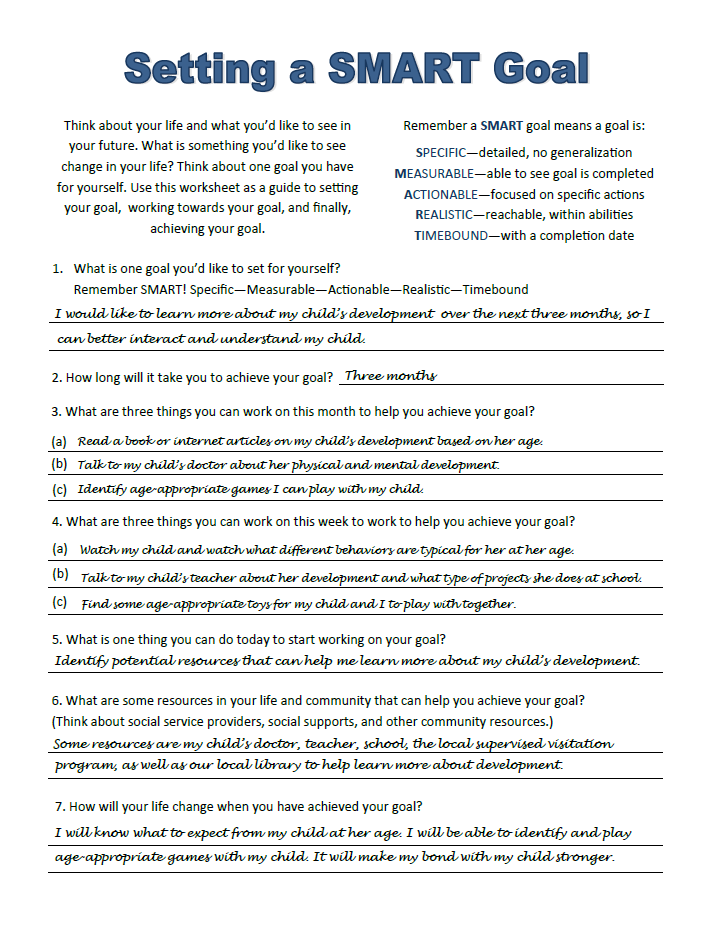 Setting a SMART Goal
Think about your life and what you'd like to see in
your future. What is something you'd like to see
change in your life? Think about one goal you have
for yourself. Use this worksheet as a guide to setting
your goal, working towards your goal, and finally,
achieving your goal.
Remember a SMART goal means a goal is:
SPECIFIC—detailed, no generalization
MEASURABLE—able to see goal is completed
ACTIONABLE—focused on specific actions
REALISTIC—reachable, within abilities
TIMEBOUND—with a completion date
1. What is one goal you'd like to set for yourself?
Remember SMART! Specific—Measurable—Actionable—Realistic—Timebound
I would like to learn more about my child's development over the next three months, so I
can better interact and understand my child.
2. How long will it take you to achieve your goal? Three months
3. What are three things you can work on this month to help you achieve your goal?
(a) Read a book or internet articles on my child's development based on her age.
(b) Talk to my child's doctor about her physical and mental development.
(c) Identify age-appropriate games I can play with my child.
4. What are three things you can work on this week to work to help you achieve your goal?
(a) Watch my child and watch what different behaviors are typical for her at her age.
(b) Talk to my child's teacher about her development and what type of projects she does at school.
(c) Find some age-appropriate toys for my child and I to play with together.
5. What is one thing you can do today to start working on your goal?
Identify potential resources that can help me learn more about my child's development.
6. What are some resources in your life and community that can help you achieve your goal?
(Think about social service providers, social supports, and other community resources.)
Some resources are my child's doctor, teacher, school, the local supervised visitation
program, as well as our local library to help learn more about development.
7. How will your life change when you have achieved your goal?
I will know what to expect from my child at her age. I will be able to identify and play
age-appropriate games with my child. It will make my bond with my child stronger.